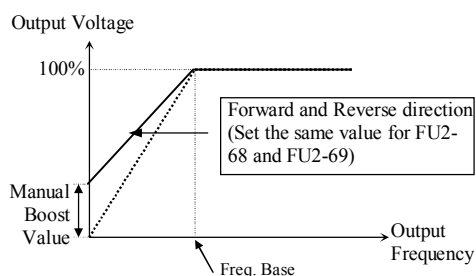 Output Voltage
100%
Forward and Reverse direction
(Set the same value for FU2-
68 and FU2-69)
Manual
Boost
Value
Output
Frequency
Freq. Base